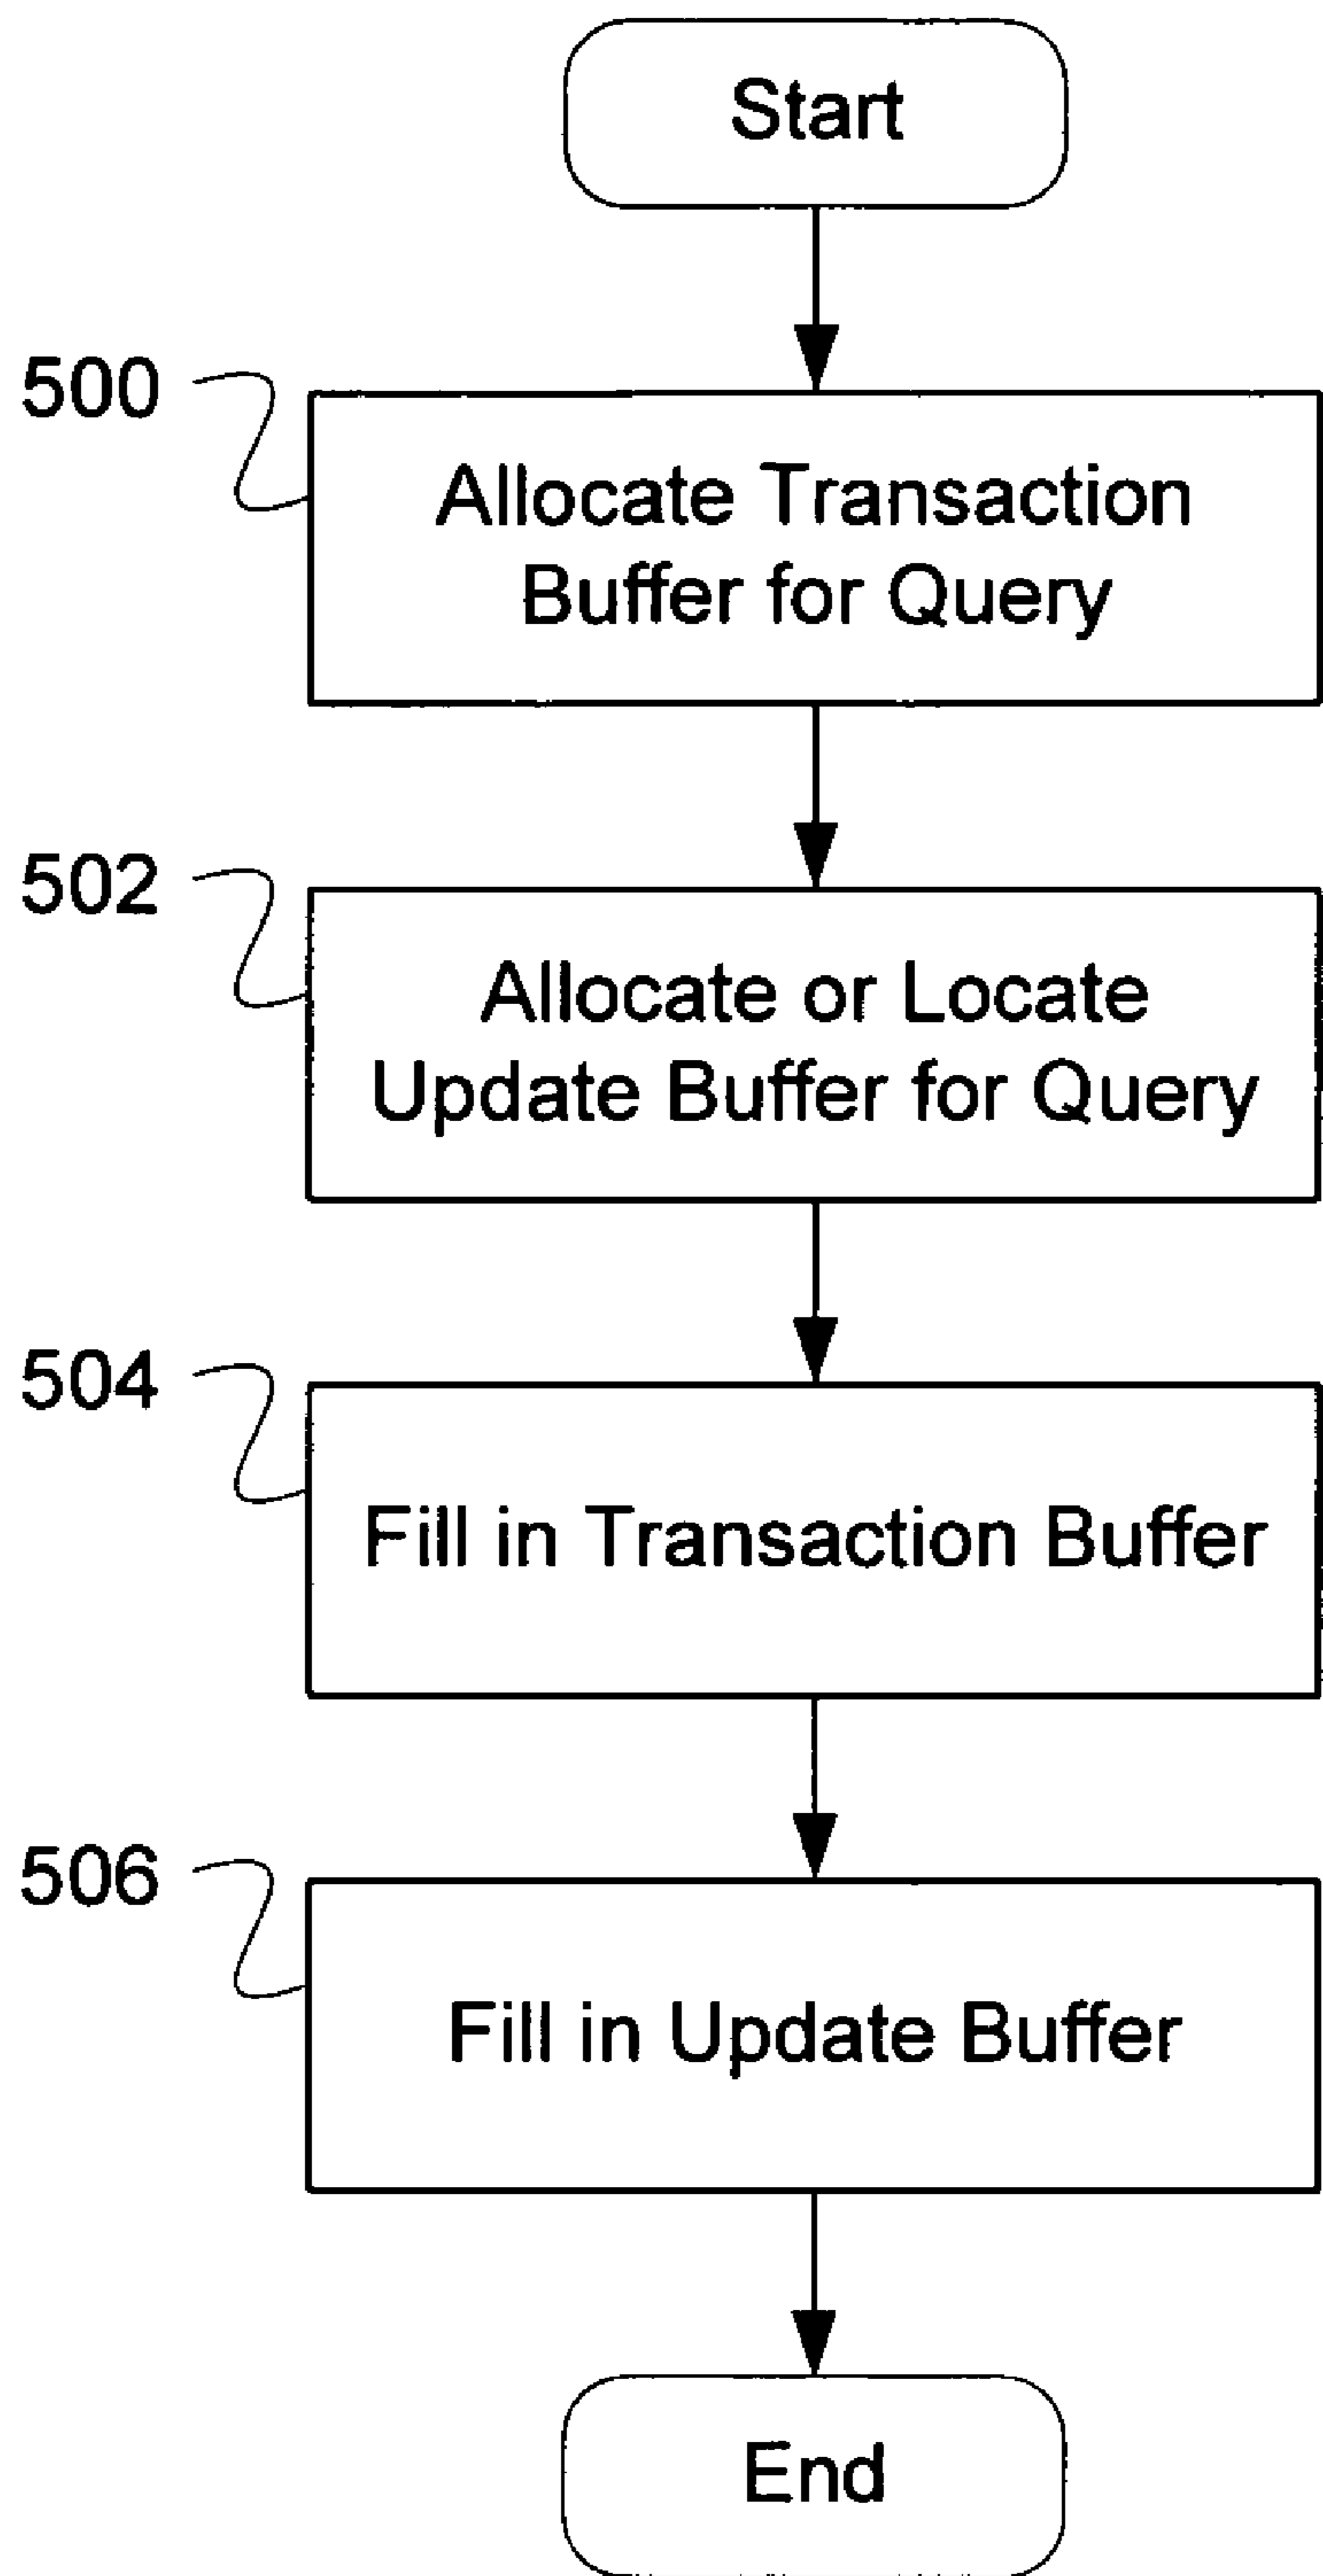 Start
500
Allocate Transaction
Buffer for Query
502
Allocate or Locate
Update Buffer for Query
504
Fill in Transaction Buffer
506
Fill in Update Buffer
End